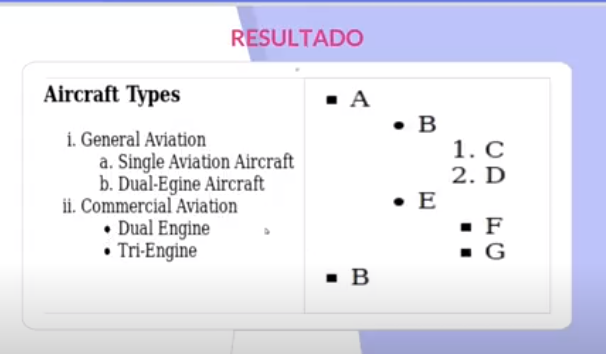 RESULTADO
Aircraft Types
i. General Aviation
a. Single Aviation Aircraft
b. Dual-Egine Aircraft
ii. Commercial Aviation
• Dual Engine
• Tri-Engine
▪ A
• B
1. C
2. D
• E
▪ F
▪ G
▪ B